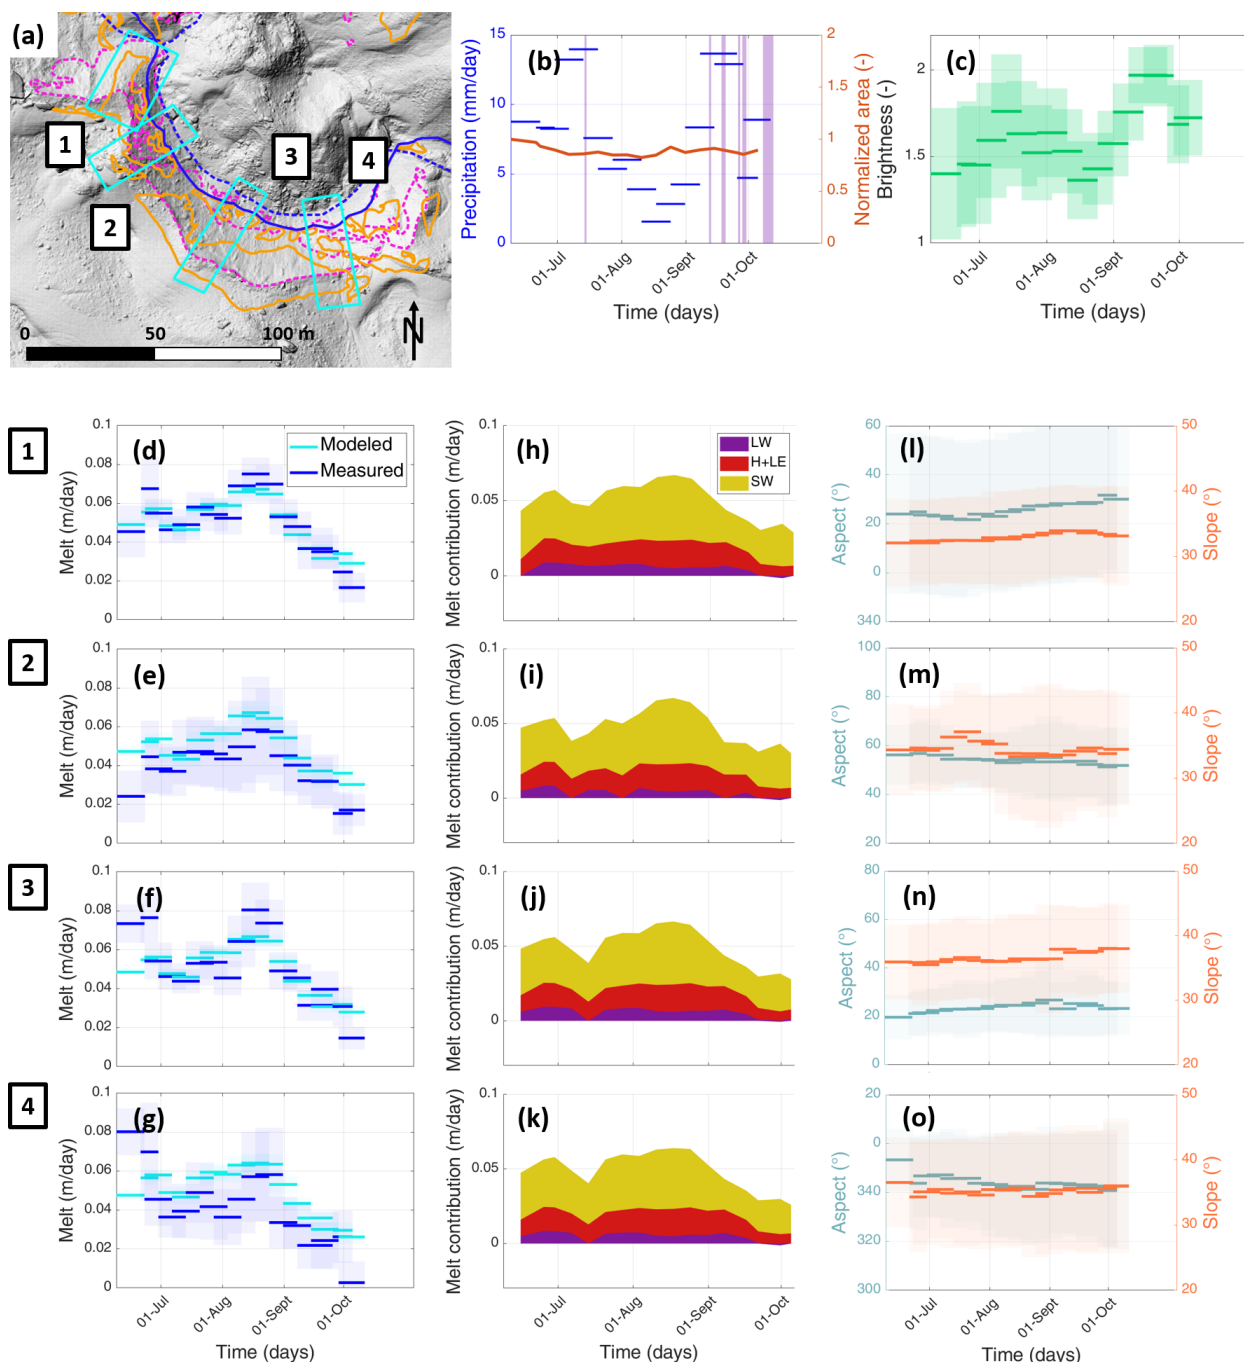 (a)
1
2
3
4
0
50
100 m
N
(b)
Precipitation (mm/day)
15
10
5
0
Normalized area (-)
2
1.5
1
0.5
0
01-Jul
01-Aug
01-Sept
01-Oct
Time (days)
(c)
Brightness (-)
2
1.5
1
01-Jul
01-Aug
01-Sept
01-Oct
Time (days)
1
(d)
Modeled
Measured
Melt (m/day)
0.1
0.08
0.06
0.04
0.02
0
(h)
LW
H+LE
SW
Melt contribution (m/day)
0.1
0.05
0
(l)
Aspect (°)
60
40
20
0
340
Slope (°)
50
40
30
20
2
(e)
Melt (m/day)
0.1
0.08
0.06
0.04
0.02
0
(i)
Melt contribution (m/day)
0.1
0.05
0
(m)
Aspect (°)
100
80
60
40
20
Slope (°)
50
40
30
20
3
(f)
Melt (m/day)
0.1
0.08
0.06
0.04
0.02
0
(j)
Melt contribution (m/day)
0.1
0.05
0
(n)
Aspect (°)
80
60
40
20
0
Slope (°)
50
40
30
20
4
(g)
Melt (m/day)
0.1
0.08
0.06
0.04
0.02
0
01-Jul
01-Aug
01-Sept
01-Oct
Time (days)
(k)
Melt contribution (m/day)
0.1
0.05
0
01-Jul
01-Aug
01-Sept
01-Oct
Time (days)
(o)
Aspect (°)
20
0
340
320
300
Slope (°)
50
40
30
20
01-Jul
01-Aug
01-Sept
01-Oct
Time (days)